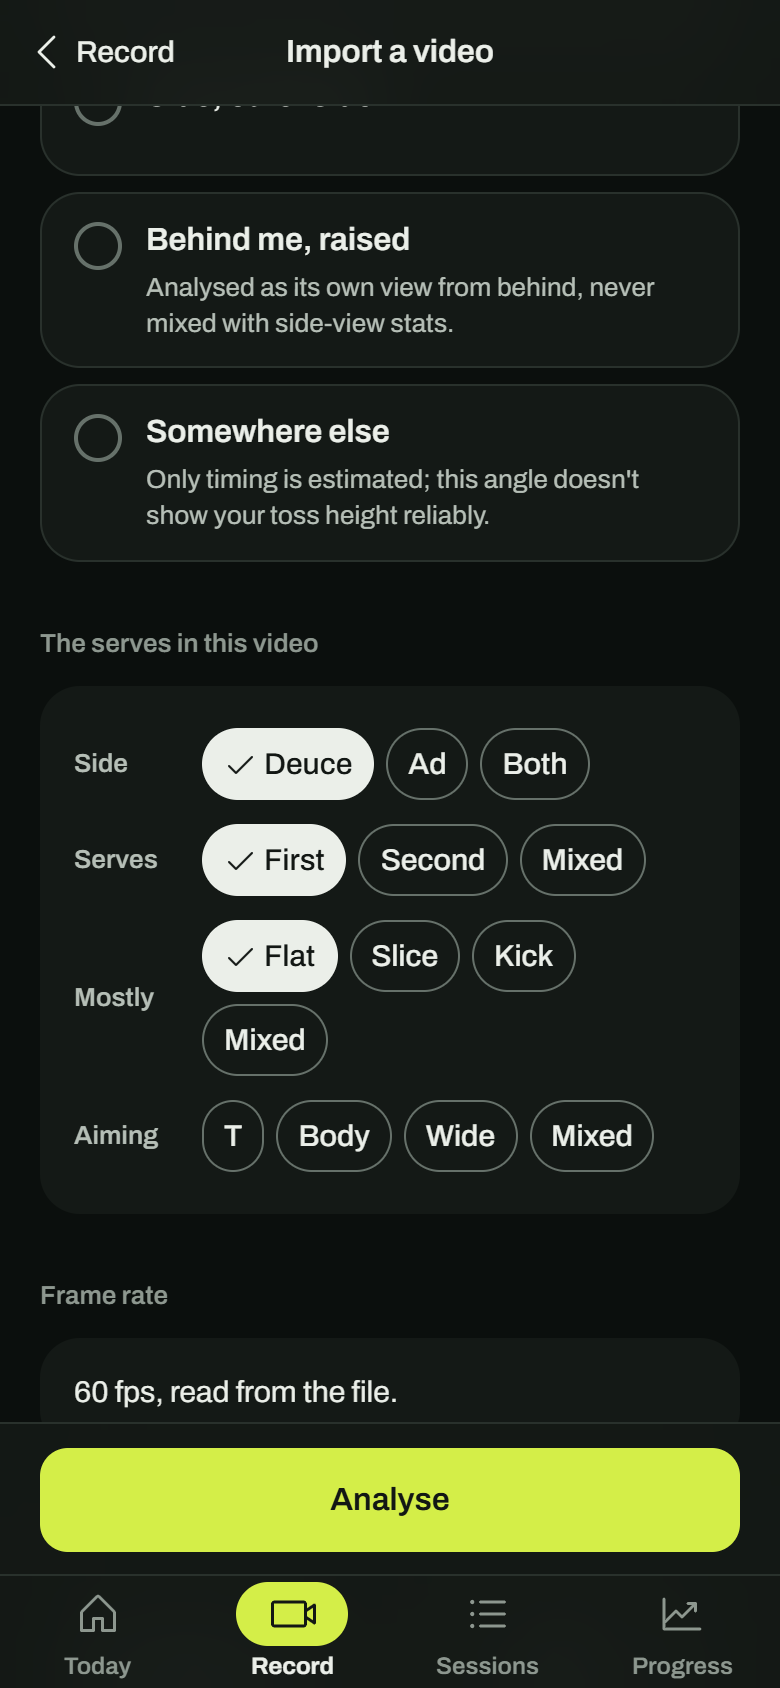 Record
Import a video
Behind me, raised
Analysed as its own view from behind, never
mixed with side-view stats.
Somewhere else
Only timing is estimated; this angle doesn't
show your toss height reliably.
The serves in this video
Side Deuce Ad Both
Serves First Second Mixed
Mostly Flat Slice Kick
Mixed
Aiming T Body Wide Mixed
Frame rate
60 fps, read from the file.
Analyse
Today Record Sessions Progress